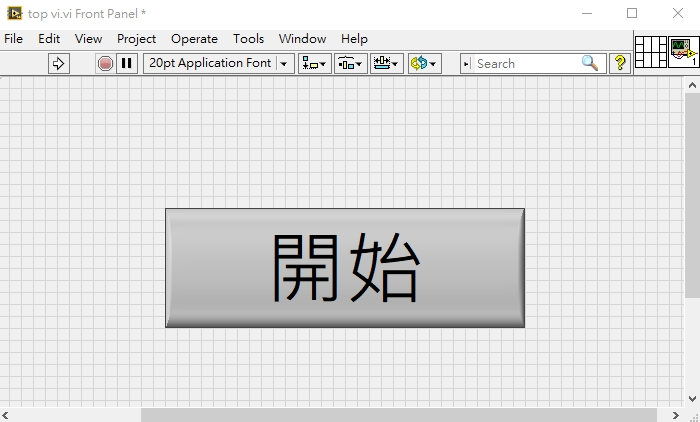 top vi.vi Front Panel *
File Edit View Project Operate Tools Window Help
20pt Application Font Search ?
1
開始